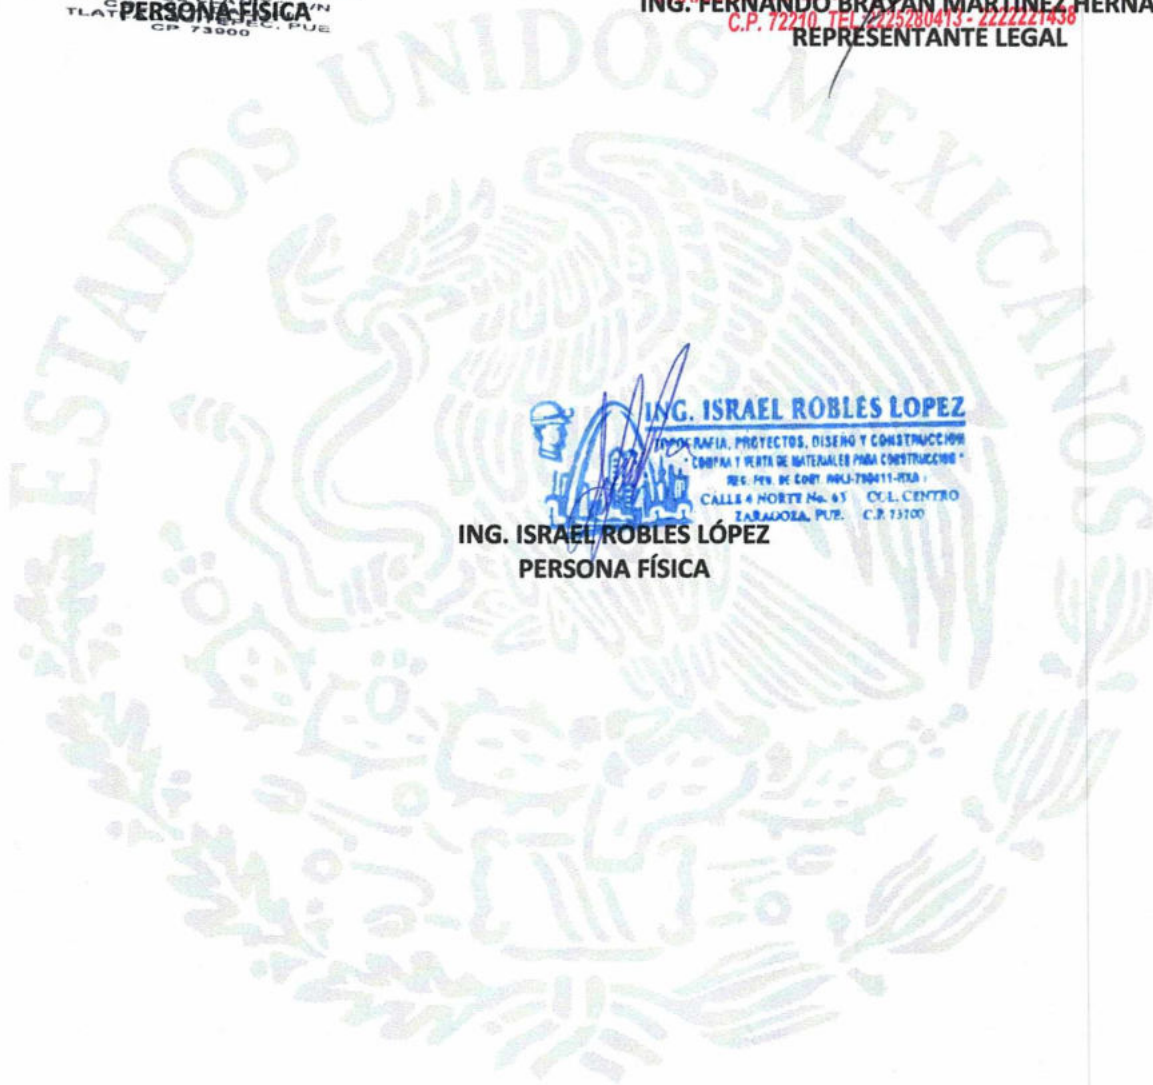 PERSONA FÍSICA
CP 73900
ING. FERNANDO BRAYAN MARTINEZ HERNA
C.P. 72210 TEL. 2225280413 - 2222221438
REPRESENTANTE LEGAL
ESTADOS UNIDOS MEXICANOS
ING. ISRAEL ROBLES LOPEZ
TOPOGRAFIA, PROYECTOS, DISEÑO Y CONSTRUCCION
COMPRA Y VENTA DE MATERIALES PARA CONSTRUCCION
CALLE 4 NORTE No. COL. CENTRO
ZARAGOZA, PUE. C.P. 73700
ING. ISRAEL ROBLES LÓPEZ
PERSONA FÍSICA